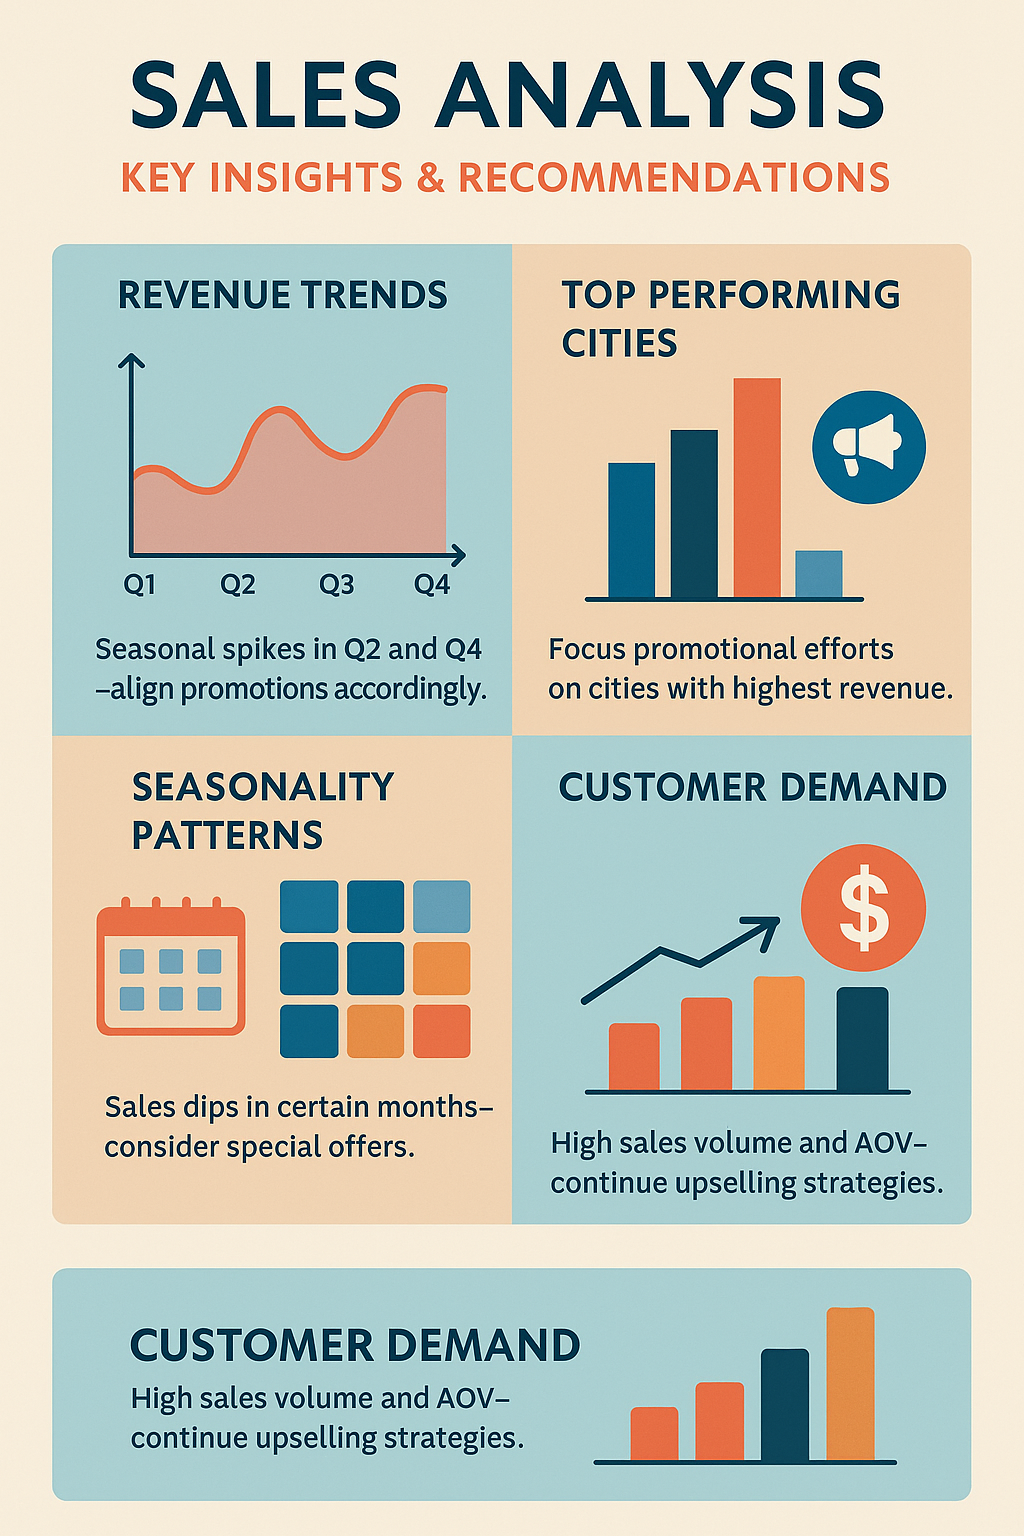 SALES ANALYSIS
KEY INSIGHTS & RECOMMENDATIONS
REVENUE TRENDS
Q1 Q2 Q3 Q4
Seasonal spikes in Q2 and Q4
–align promotions accordingly.
TOP PERFORMING
CITIES
Focus promotional efforts
on cities with highest revenue.
SEASONALITY
PATTERNS
Sales dips in certain months–
consider special offers.
CUSTOMER DEMAND
$
High sales volume and AOV–
continue upselling strategies.
CUSTOMER DEMAND
High sales volume and AOV–
continue upselling strategies.